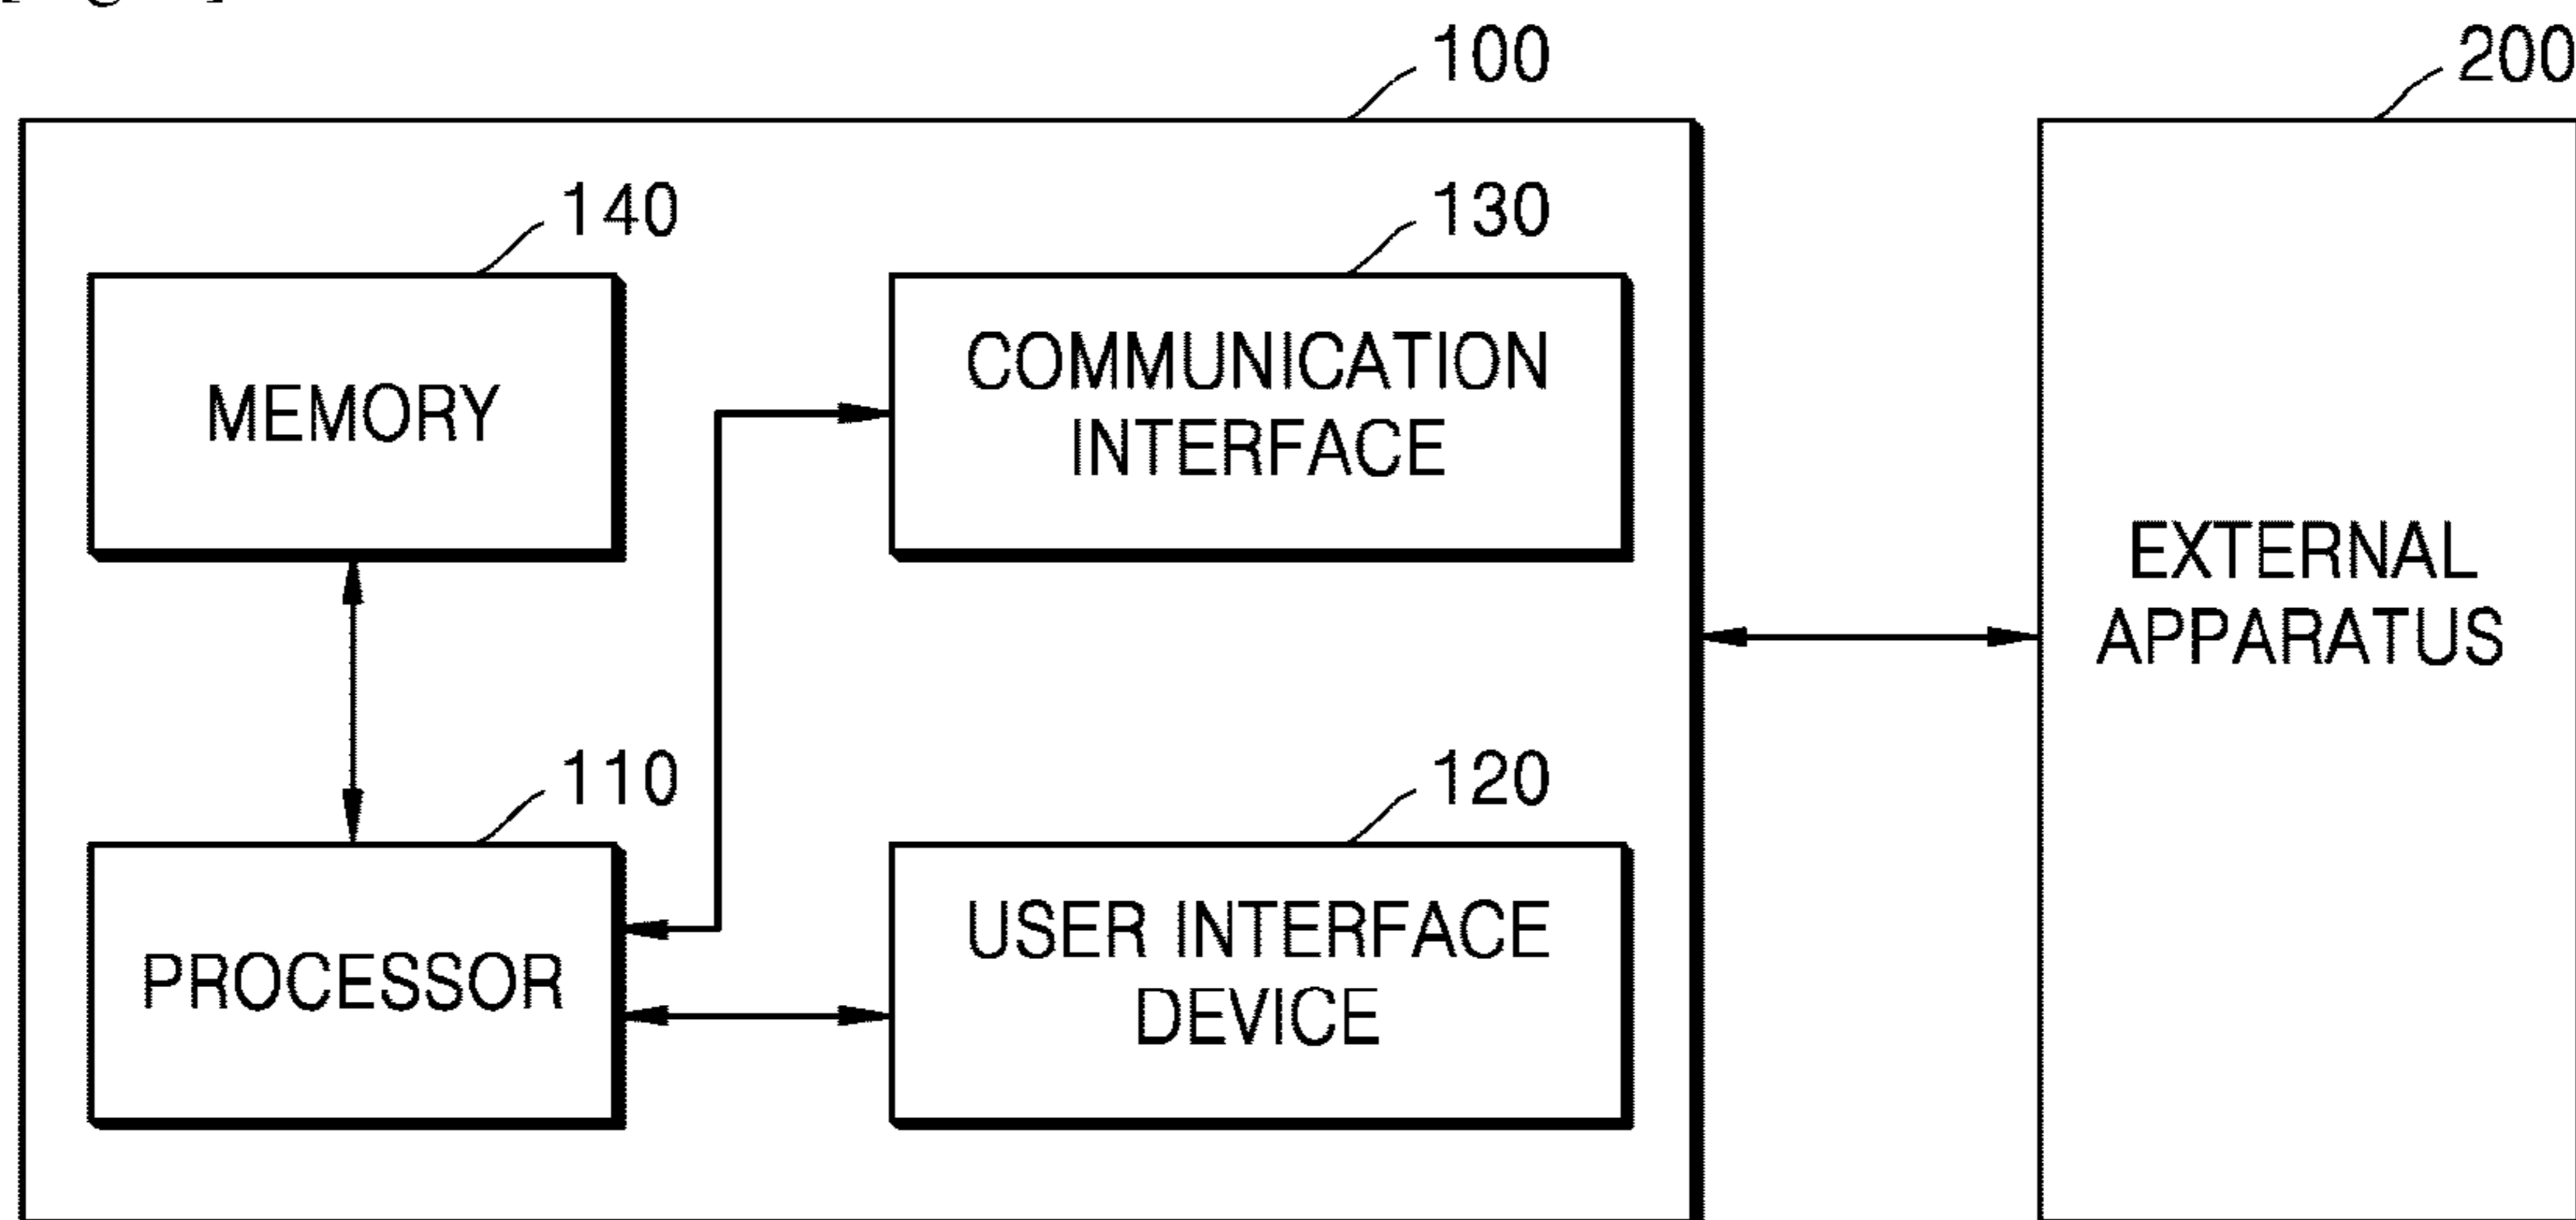 100
200
140
130
MEMORY
COMMUNICATION
INTERFACE
EXTERNAL
APPARATUS
110
120
PROCESSOR
USER INTERFACE
DEVICE